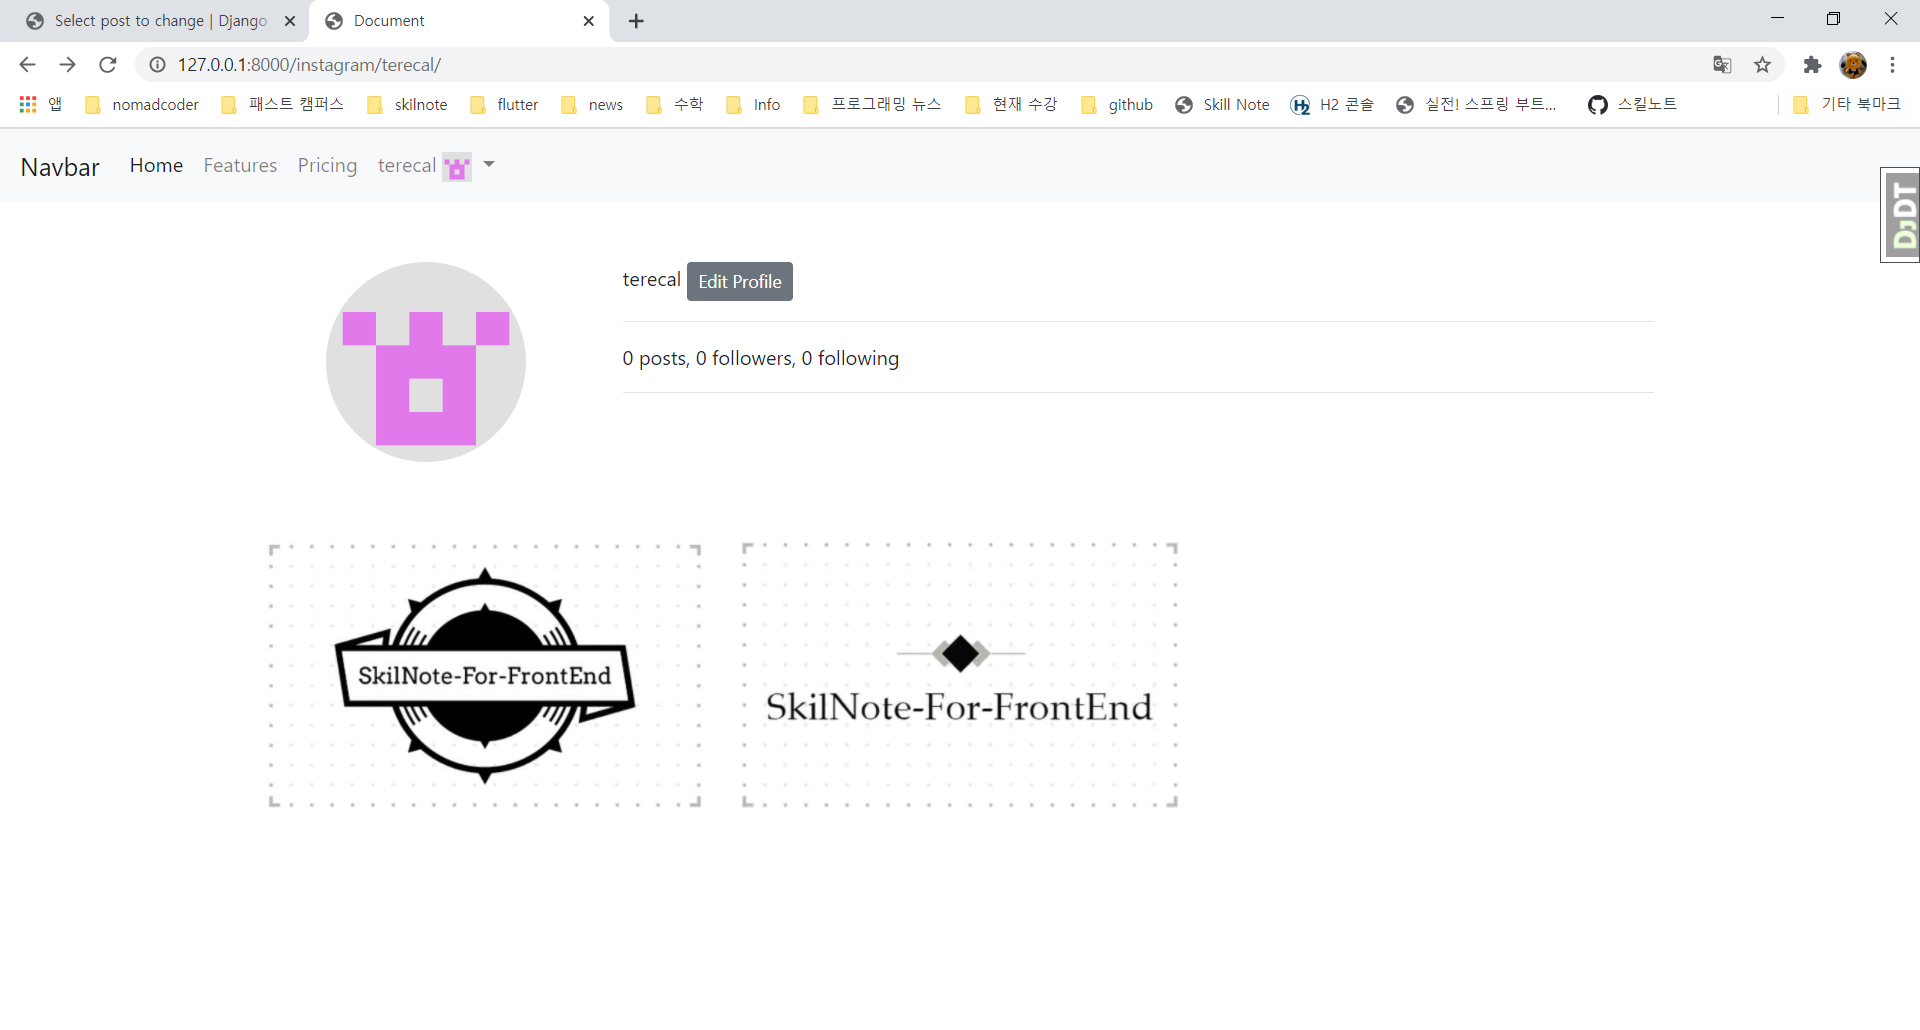 Select post to change | Django
Document
127.0.0.1:8000/instagram/terecal/
앱 nomadcoder 패스트 캠퍼스 skilnote flutter news 수학 Info 프로그래밍 뉴스 현재 수강 github Skill Note H2 콘솔 실전! 스프링 부트... 스킬노트 기타 북마크
Navbar Home Features Pricing terecal
DjDT
terecal Edit Profile
0 posts, 0 followers, 0 following
SkilNote-For-FrontEnd
SkilNote-For-FrontEnd